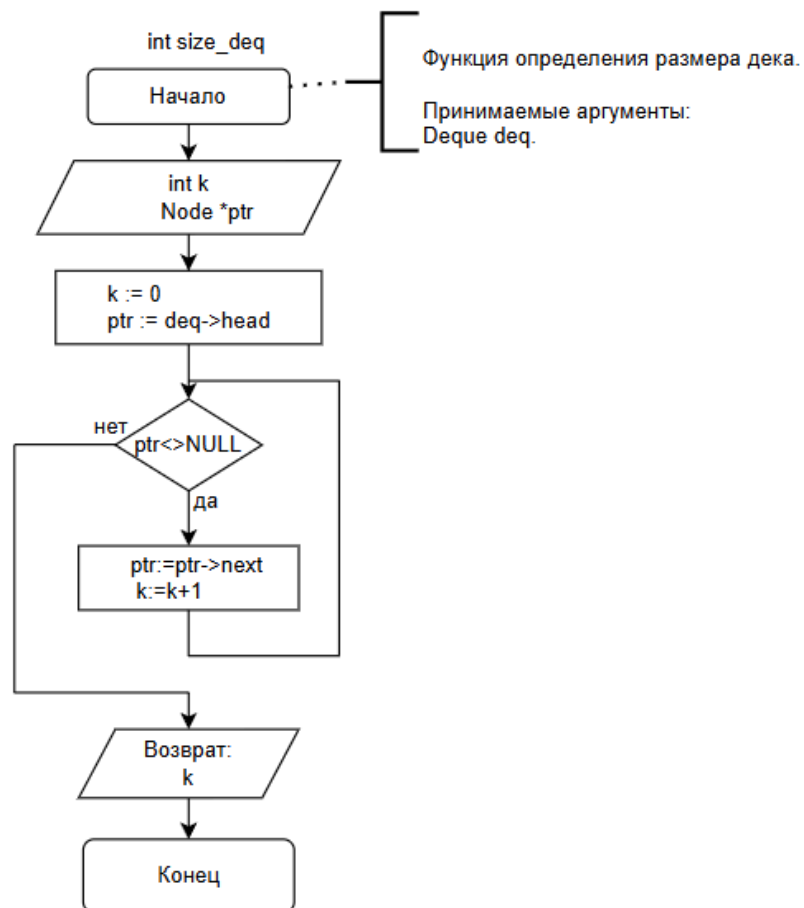 int size_deq
Начало
Функция определения размера дека.
Принимаемые аргументы:
Deque deq.
int k
Node *ptr
k := 0
ptr := deq->head
ptr<>NULL
нет
да
ptr:=ptr->next
k:=k+1
Возврат:
k
Конец